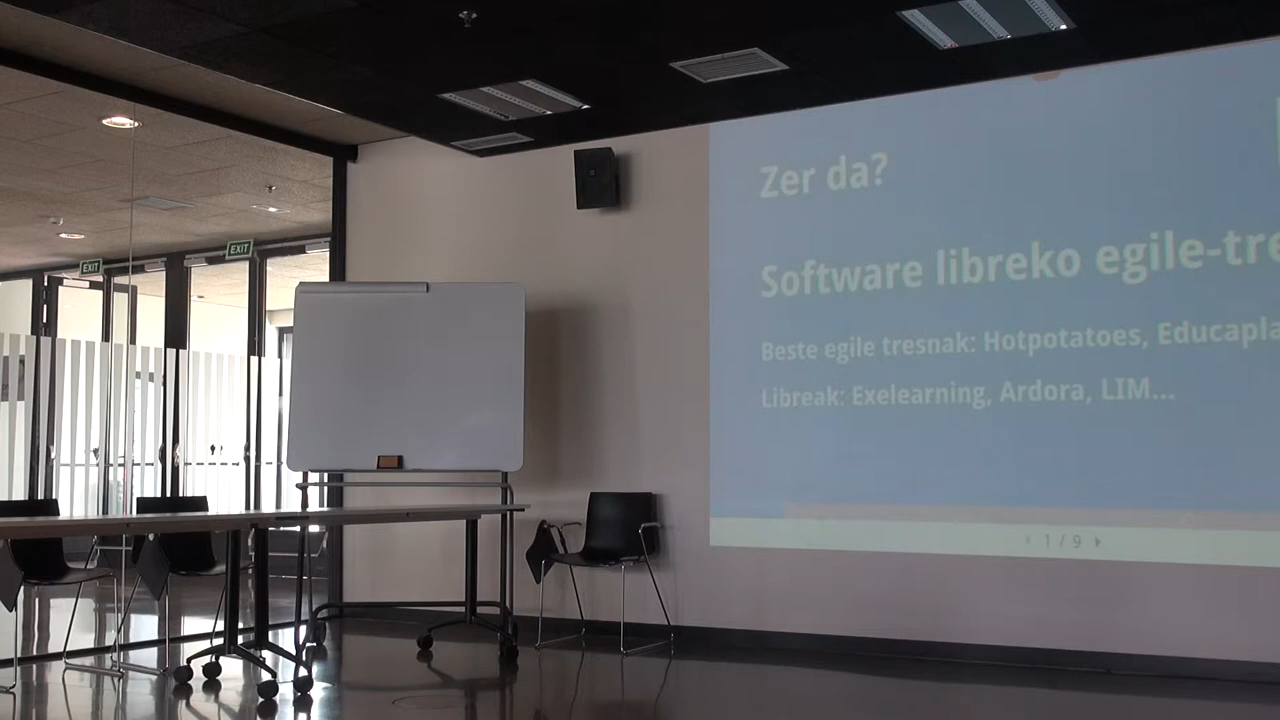 EXIT
EXIT
Zer da?
Software libreko egile-tre
Beste egile tresnak: Hotpotatoes, Educapla
Libreak: Exelearning, Ardora, LIM...
1 / 9